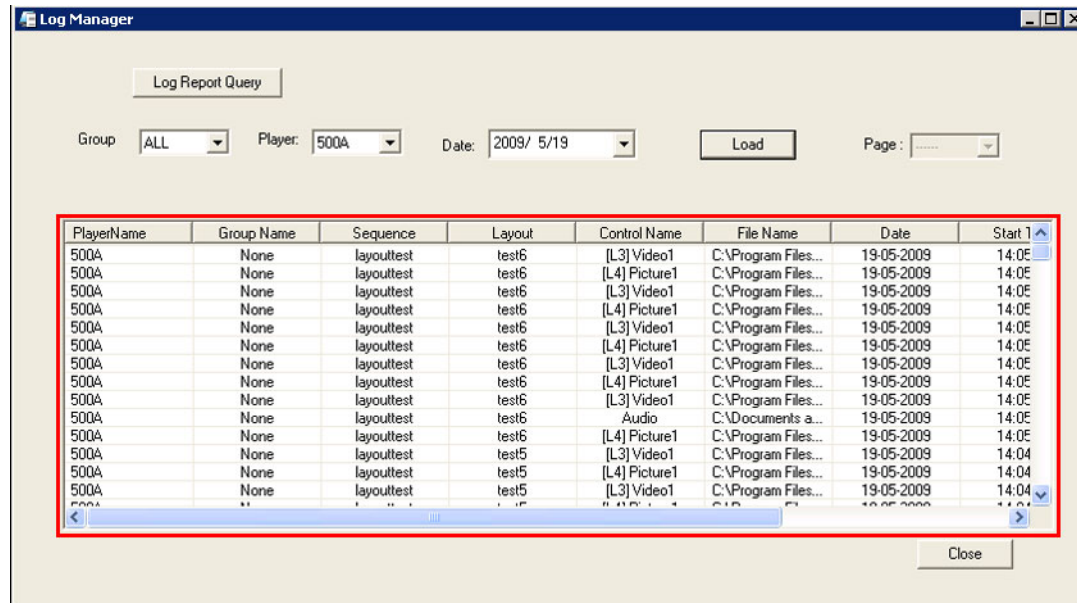 Log Manager
Log Report Query
Group ALL Player: 500A Date: 2009/ 5/19 Load Page : ......
PlayerName Group Name Sequence Layout Control Name File Name Date Start
500A None layouttest test6 [L3] Video1 C:\Program Files... 19-05-2009 14:05
500A None layouttest test6 [L4] Picture1 C:\Program Files... 19-05-2009 14:05
500A None layouttest test6 [L3] Video1 C:\Program Files... 19-05-2009 14:05
500A None layouttest test6 [L4] Picture1 C:\Program Files... 19-05-2009 14:05
500A None layouttest test6 [L3] Video1 C:\Program Files... 19-05-2009 14:05
500A None layouttest test6 [L4] Picture1 C:\Program Files... 19-05-2009 14:05
500A None layouttest test6 [L3] Video1 C:\Program Files... 19-05-2009 14:05
500A None layouttest test6 [L4] Picture1 C:\Program Files... 19-05-2009 14:05
500A None layouttest test6 [L3] Video1 C:\Program Files... 19-05-2009 14:05
500A None layouttest test6 Audio C:\Documents a... 19-05-2009 14:05
500A None layouttest test6 [L4] Picture1 C:\Program Files... 19-05-2009 14:05
500A None layouttest test5 [L3] Video1 C:\Program Files... 19-05-2009 14:04
500A None layouttest test5 [L4] Picture1 C:\Program Files... 19-05-2009 14:04
500A None layouttest test5 [L3] Video1 C:\Program Files... 19-05-2009 14:04
Close